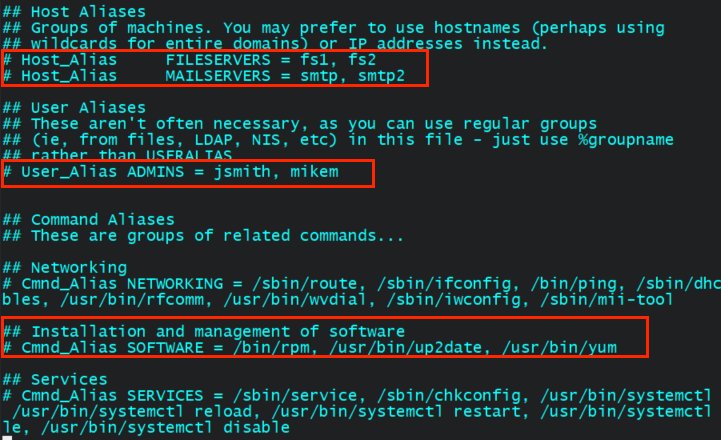 ## Host Aliases
## Groups of machines. You may prefer to use hostnames (perhaps using
## wildcards for entire domains) or IP addresses instead.
# Host_Alias     FILESERVERS = fs1, fs2
# Host_Alias     MAILSERVERS = smtp, smtp2
## User Aliases
## These aren't often necessary, as you can use regular groups
## (ie, from files, LDAP, NIS, etc) in this file - just use %groupname
## rather than USERALIAS
# User_Alias ADMINS = jsmith, mikem
## Command Aliases
## These are groups of related commands...
## Networking
# Cmnd_Alias NETWORKING = /sbin/route, /sbin/ifconfig, /bin/ping, /sbin/dhc
bles, /usr/bin/rfcomm, /usr/bin/wvdial, /sbin/iwconfig, /sbin/mii-tool
## Installation and management of software
# Cmnd_Alias SOFTWARE = /bin/rpm, /usr/bin/up2date, /usr/bin/yum
## Services
# Cmnd_Alias SERVICES = /sbin/service, /sbin/chkconfig, /usr/bin/systemctl
/usr/bin/systemctl reload, /usr/bin/systemctl restart, /usr/bin/systemctl
le, /usr/bin/systemctl disable